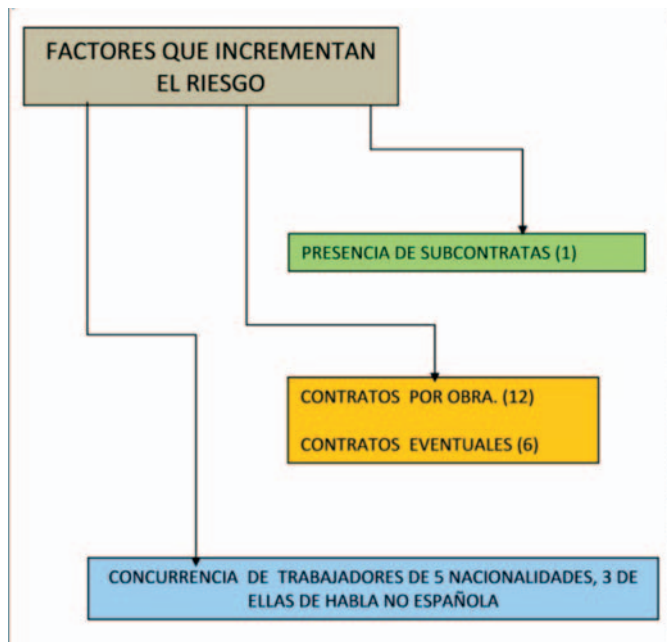 FACTORES QUE INCREMENTAN
EL RIESGO
PRESENCIA DE SUBCONTRATAS (1)
CONTRATOS POR OBRA. (12)
CONTRATOS EVENTUALES (6)
CONCURRENCIA DE TRABAJADORES DE 5 NACIONALIDADES, 3 DE
ELLAS DE HABLA NO ESPAÑOLA